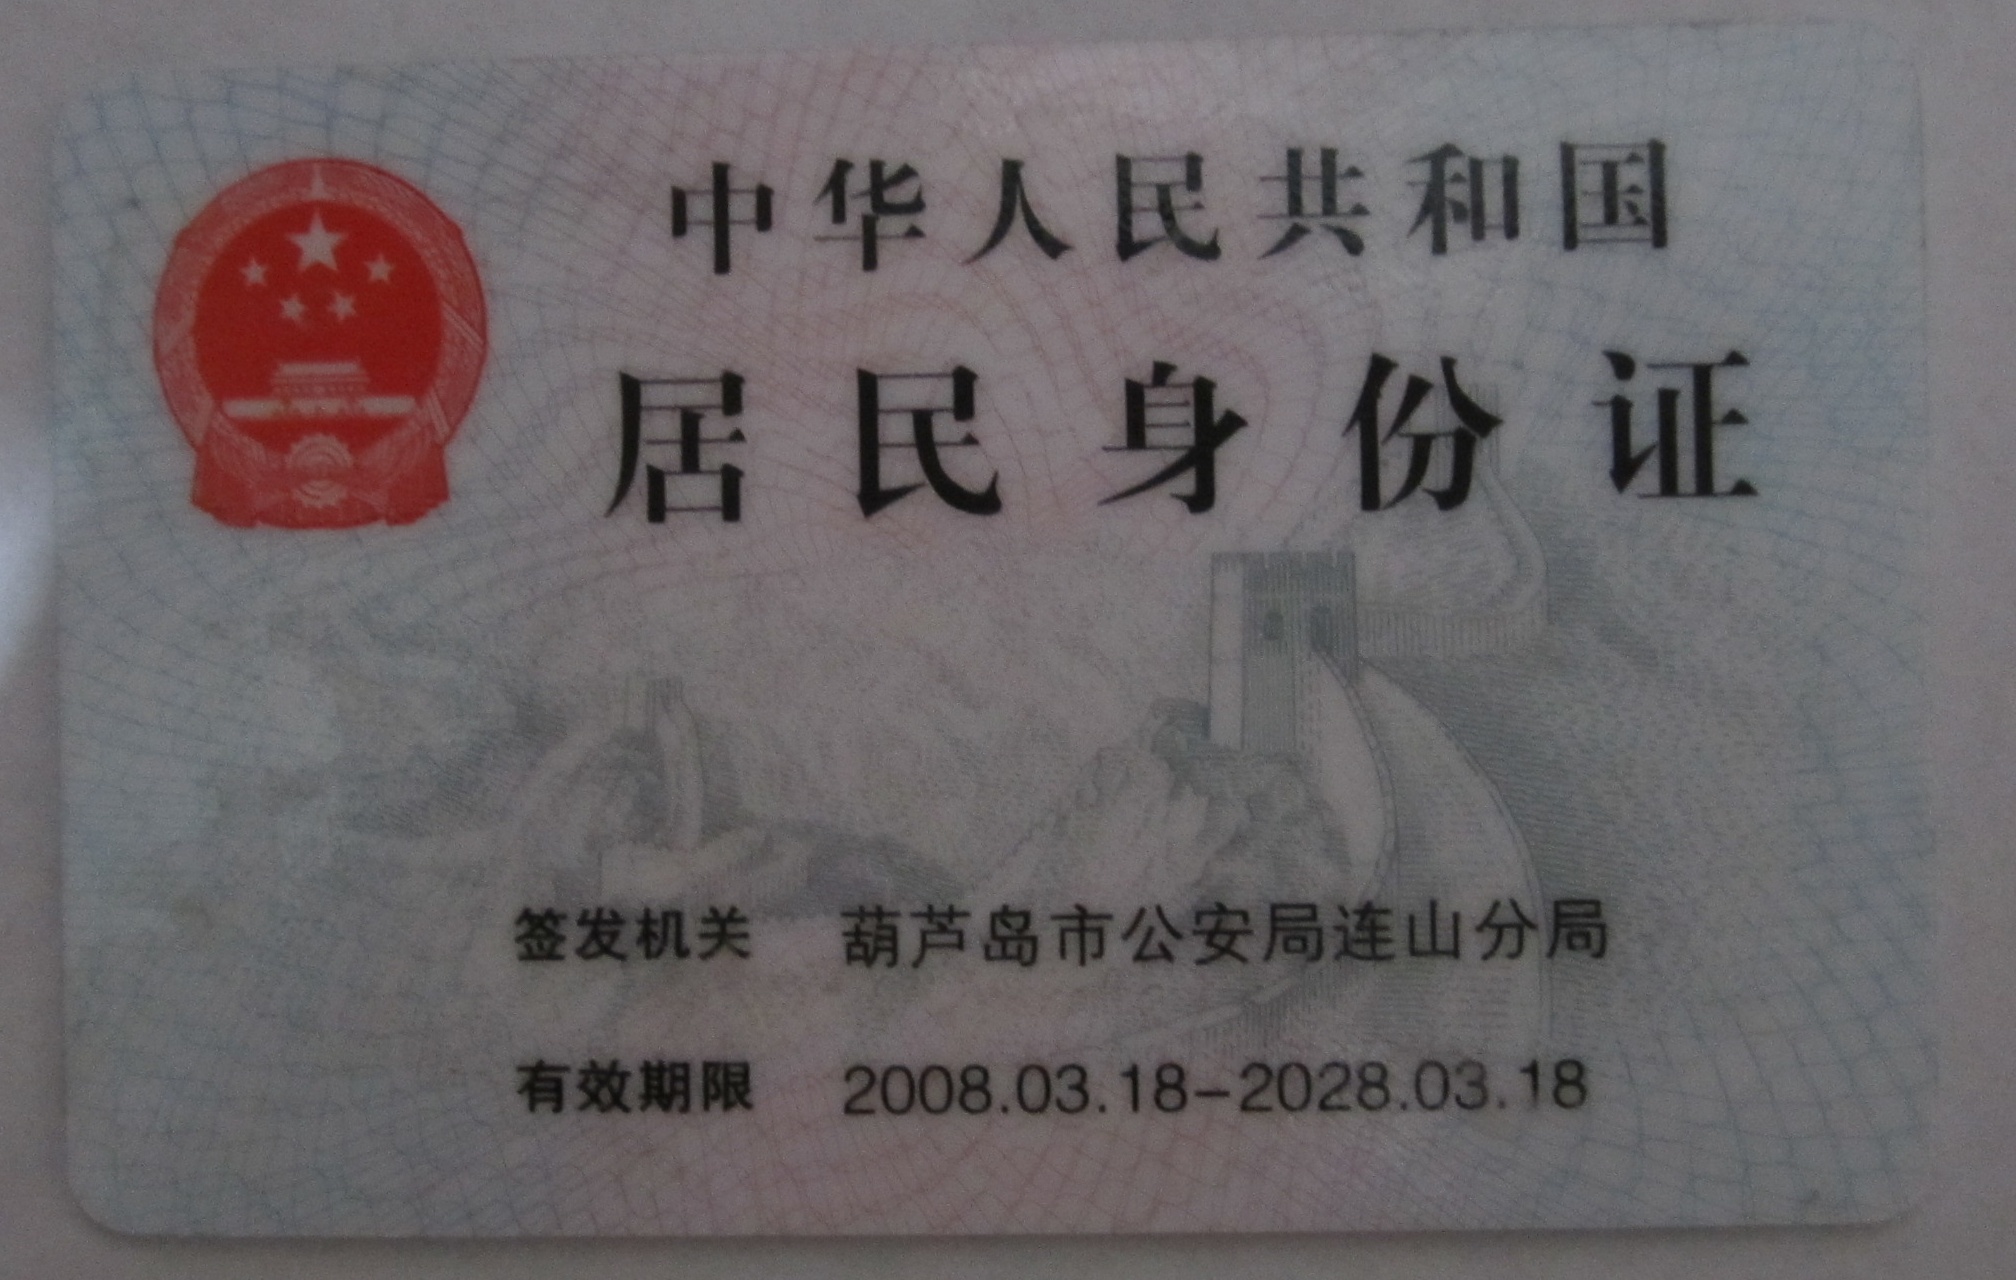 中华人民共和国
居民身份证
签发机关 葫芦岛市公安局连山分局
有效期限 2008.03.18-2028.03.18